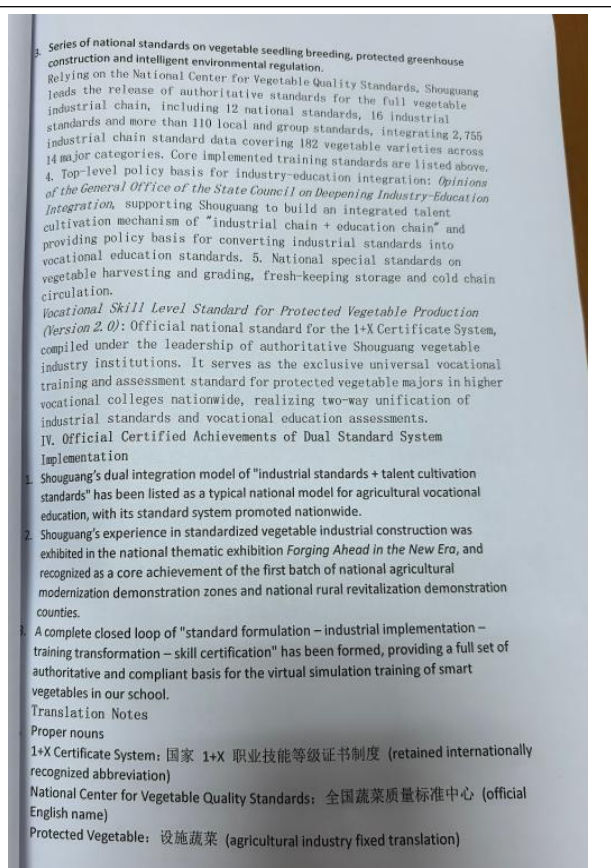 3. Series of national standards on vegetable seedling breeding, protected greenhouse
construction and intelligent environmental regulation.
Relying on the National Center for Vegetable Quality Standards, Shouguang
leads the release of authoritative standards for the full vegetable
industrial chain, including 12 national standards, 16 industrial
standards and more than 110 local and group standards, integrating 2,755
industrial chain standard data covering 182 vegetable varieties across
14 major categories. Core implemented training standards are listed above.
4. Top-level policy basis for industry-education integration: Opinions
of the General Office of the State Council on Deepening Industry-Education
Integration, supporting Shouguang to build an integrated talent
cultivation mechanism of "industrial chain + education chain" and
providing policy basis for converting industrial standards into
vocational education standards. 5. National special standards on
vegetable harvesting and grading, fresh-keeping storage and cold chain
circulation.
Vocational Skill Level Standard for Protected Vegetable Production
(Version 2.0): Official national standard for the 1+X Certificate System,
compiled under the leadership of authoritative Shouguang vegetable
industry institutions. It serves as the exclusive universal vocational
training and assessment standard for protected vegetable majors in higher
vocational colleges nationwide, realizing two-way unification of
industrial standards and vocational education assessments.
IV. Official Certified Achievements of Dual Standard System
Implementation
1. Shouguang's dual integration model of "industrial standards + talent cultivation
standards" has been listed as a typical national model for agricultural vocational
education, with its standard system promoted nationwide.
2. Shouguang's experience in standardized vegetable industrial construction was
exhibited in the national thematic exhibition Forging Ahead in the New Era, and
recognized as a core achievement of the first batch of national agricultural
modernization demonstration zones and national rural revitalization demonstration
counties.
3. A complete closed loop of "standard formulation – industrial implementation –
training transformation – skill certification" has been formed, providing a full set of
authoritative and compliant basis for the virtual simulation training of smart
vegetables in our school.
Translation Notes
Proper nouns
1+X Certificate System: 国家 1+X 职业技能等级证书制度 (retained internationally
recognized abbreviation)
National Center for Vegetable Quality Standards: 全国蔬菜质量标准中心 (official
English name)
Protected Vegetable: 设施蔬菜 (agricultural industry fixed translation)